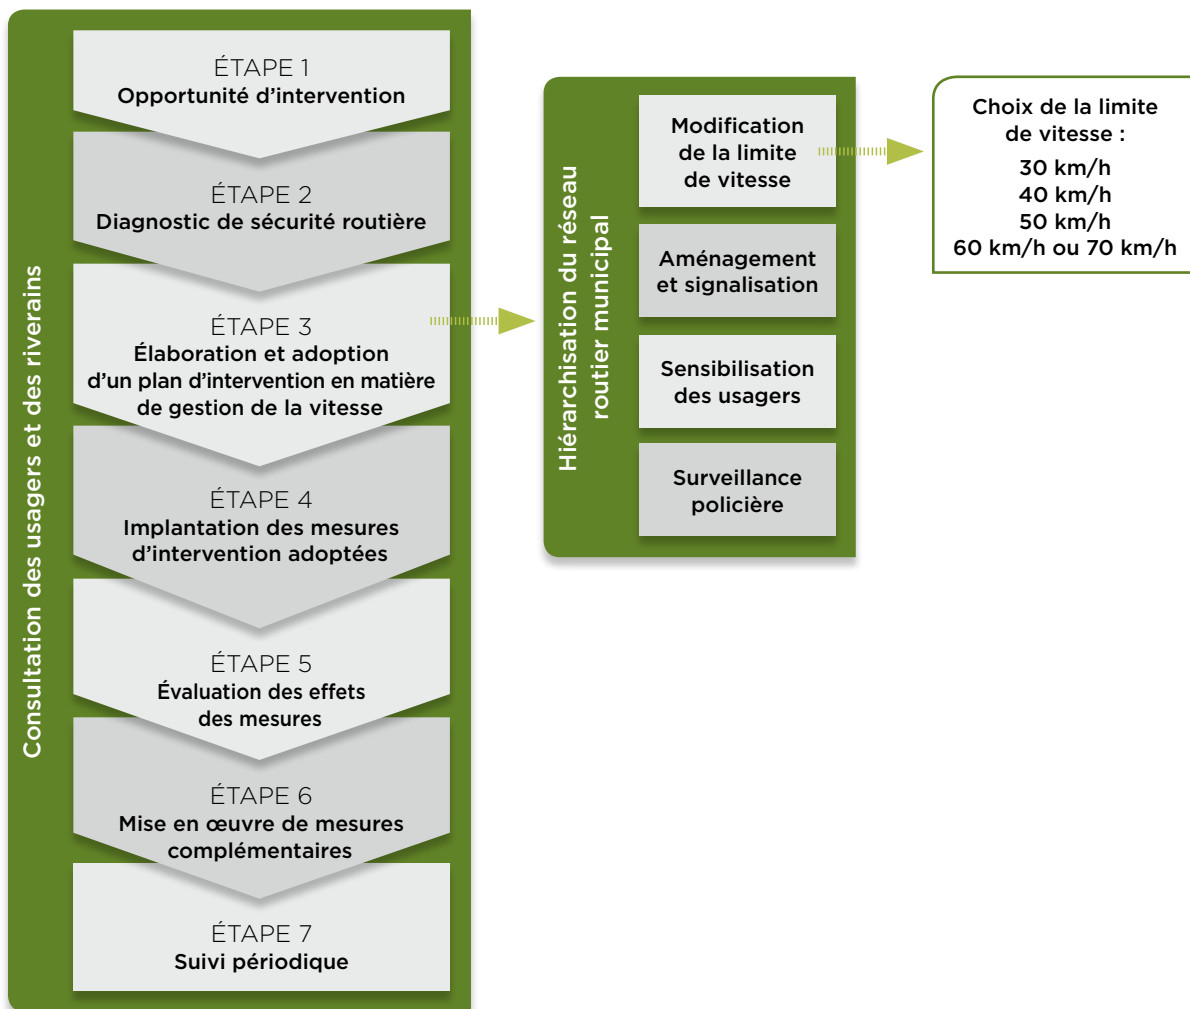 Consultation des usagers et des riverains
ÉTAPE 1
Opportunité d'intervention
ÉTAPE 2
Diagnostic de sécurité routière
ÉTAPE 3
Élaboration et adoption
d'un plan d'intervention en matière
de gestion de la vitesse
ÉTAPE 4
Implantation des mesures
d'intervention adoptées
ÉTAPE 5
Évaluation des effets
des mesures
ÉTAPE 6
Mise en œuvre de mesures
complémentaires
ÉTAPE 7
Suivi périodique
Hiérarchisation du réseau
routier municipal
Modification
de la limite
de vitesse
Aménagement
et signalisation
Sensibilisation
des usagers
Surveillance
policière
Choix de la limite
de vitesse :
30 km/h
40 km/h
50 km/h
60 km/h ou 70 km/h